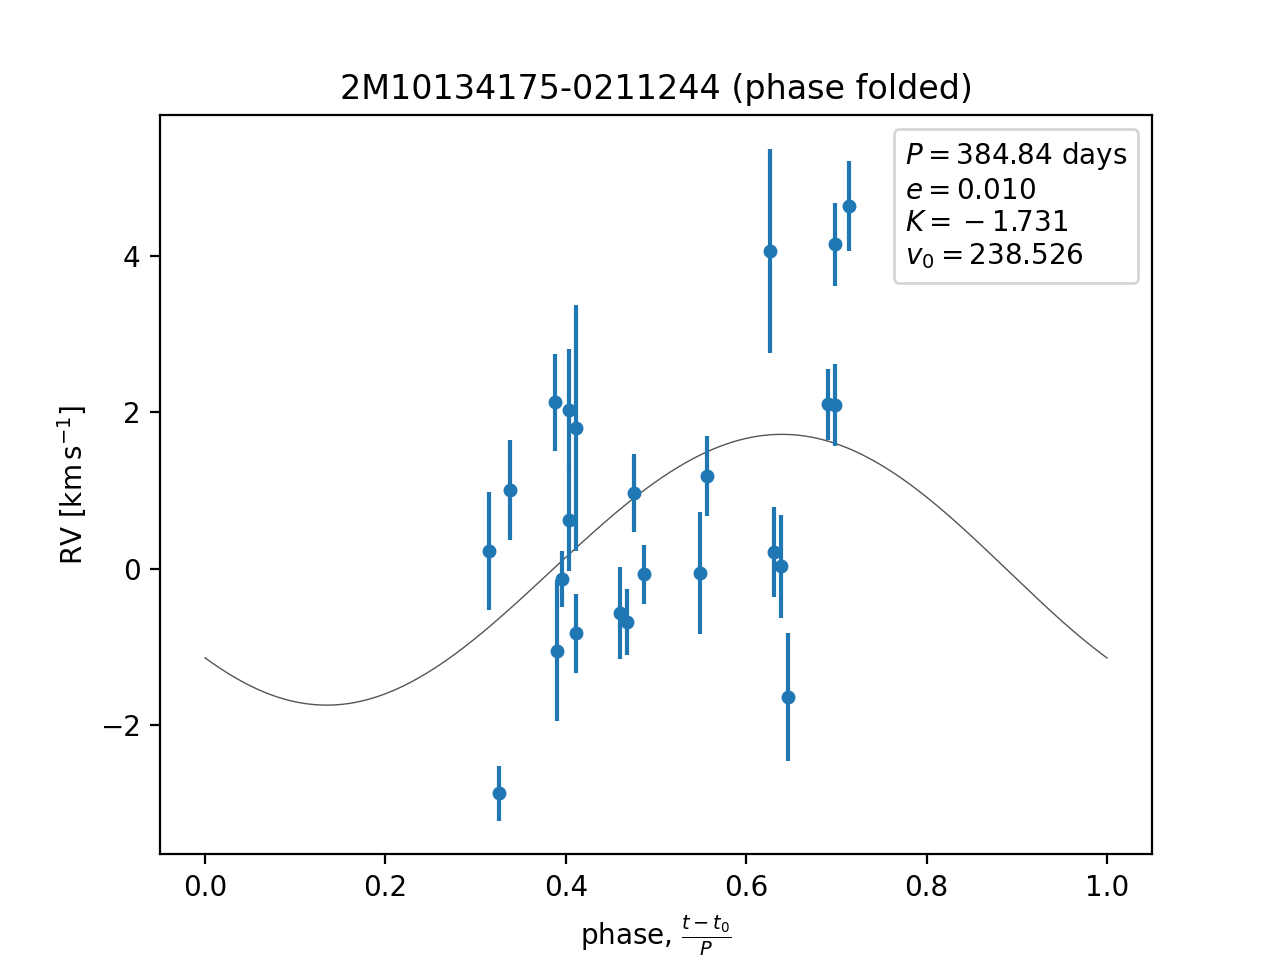 2M10134175-0211244 (phase folded)
P = 384.84 days
e = 0.010
K = −1.731
v₀ = 238.526
RV [km s⁻¹]
4
2
0
−2
0.0 0.2 0.4 0.6 0.8 1.0
phase, (t − t₀)/P